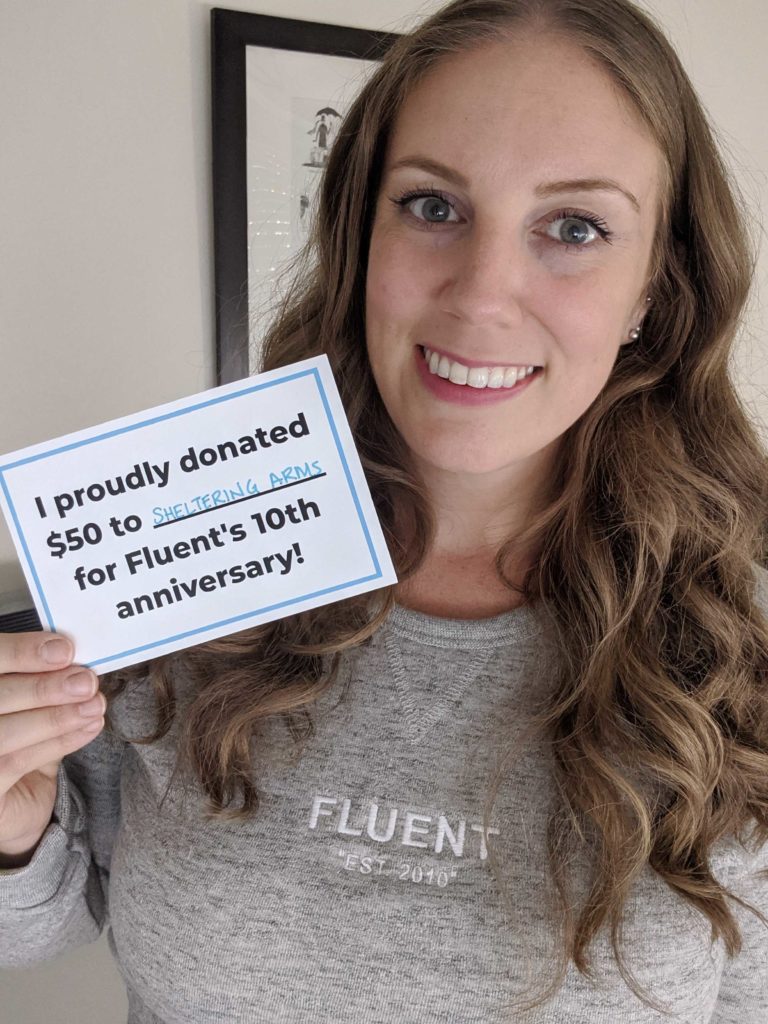 I proudly donated
$50 to SHELTERING ARMS
for Fluent's 10th
anniversary!
FLUENT
"EST. 2010"